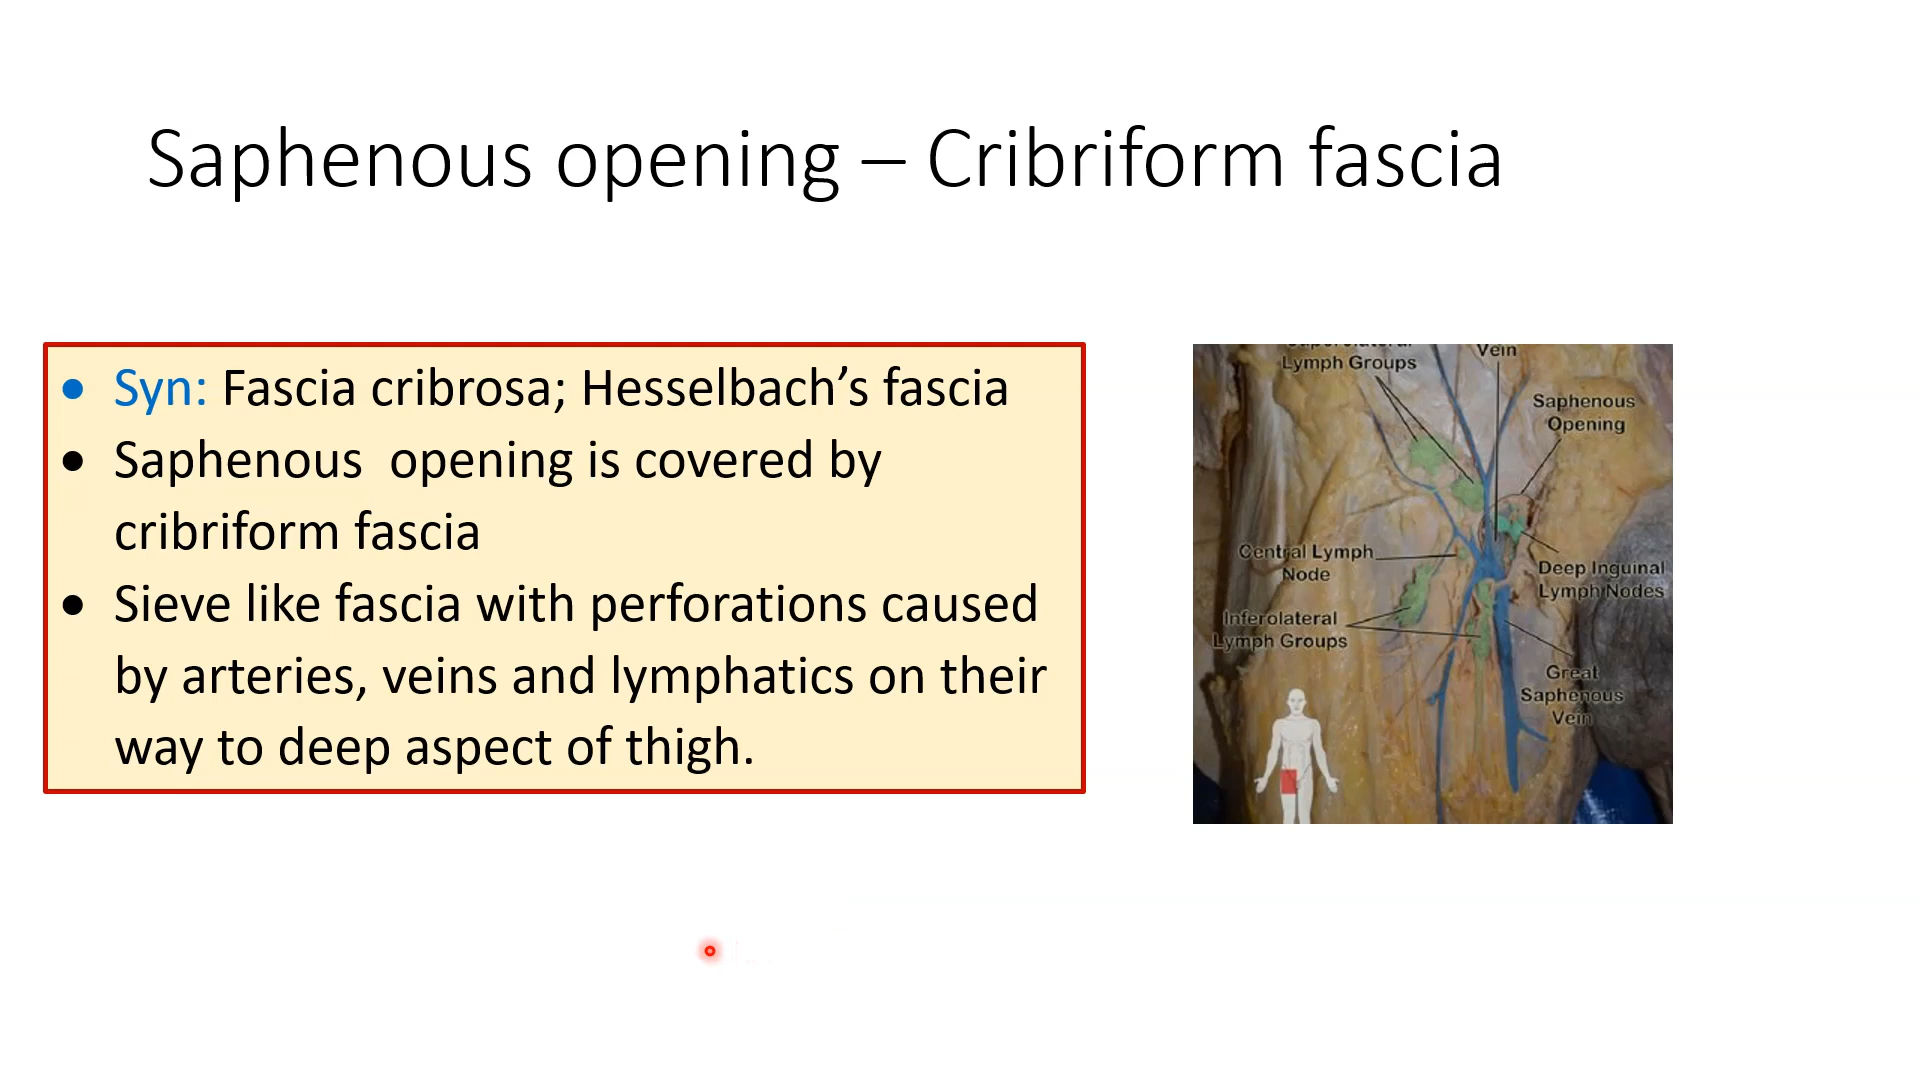 Saphenous opening – Cribriform fascia
• Syn: Fascia cribrosa; Hesselbach’s fascia
• Saphenous  opening is covered by
cribriform fascia
• Sieve like fascia with perforations caused
by arteries, veins and lymphatics on their
way to deep aspect of thigh.
Lymph Groups
Vein
Saphenous
Opening
Central Lymph
Node
Deep Inguinal
Lymph Nodes
Inferolateral
Lymph Groups
Great
Saphenous
Vein